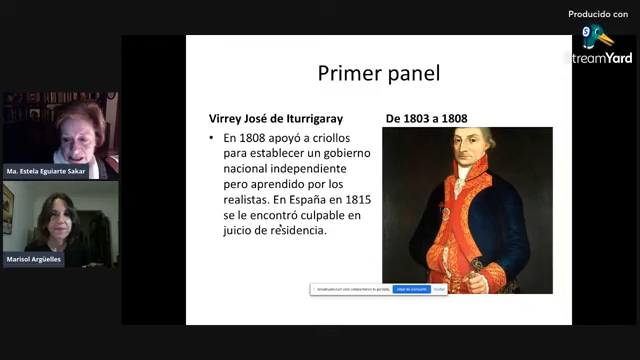 Producido con
StreamYard
Primer panel
Virrey José de Iturrigaray
De 1803 a 1808
• En 1808 apoyó a criollos
para establecer un gobierno
nacional independiente
pero aprendido por los
realistas. En España en 1815
se le encontró culpable en
juicio de residencia.
Ma. Estela Eguiarte Sakar
Marisol Argüelles